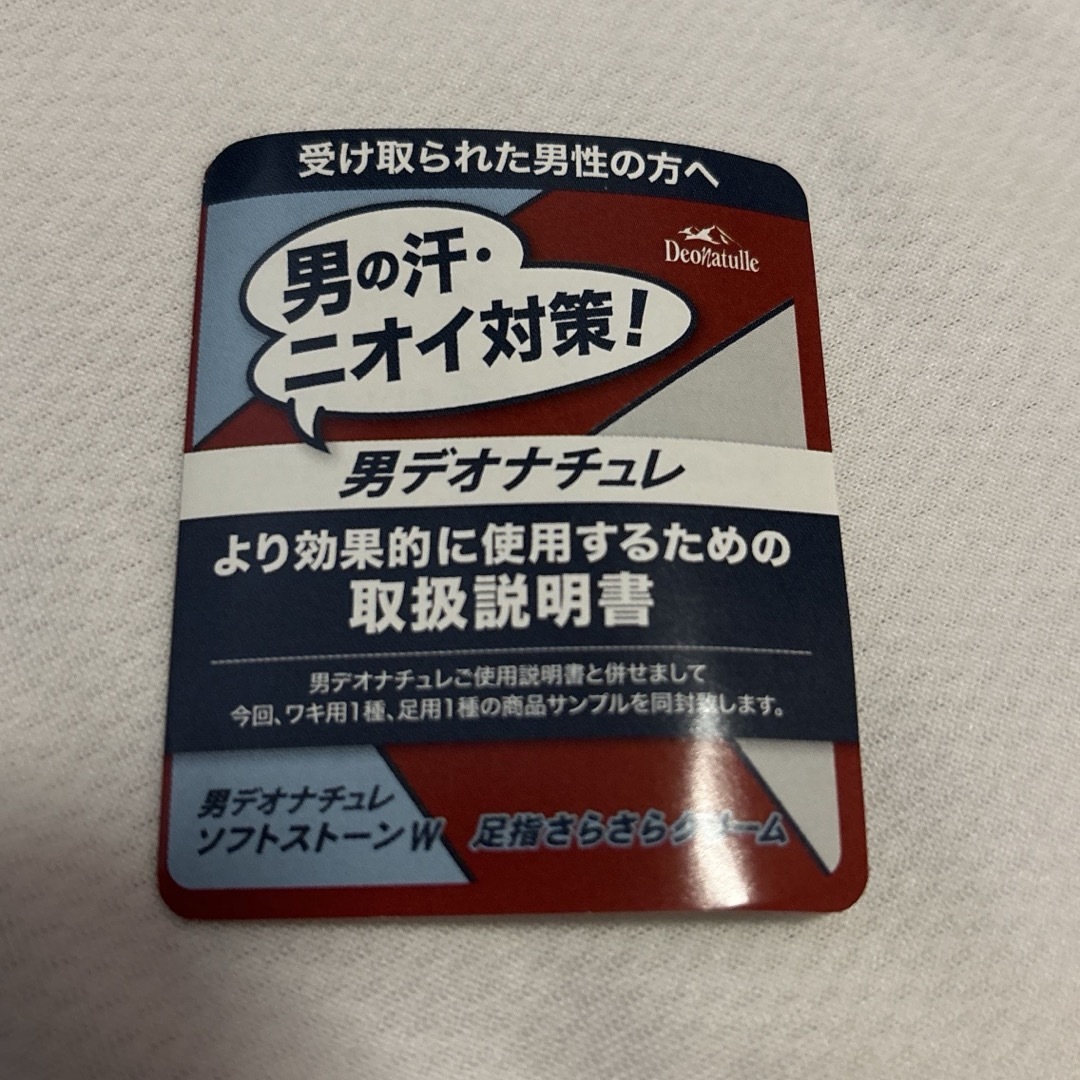 受け取られた男性の方へ
男の汗・
ニオイ対策!
Deonatulle
男デオナチュレ
より効果的に使用するための
取扱説明書
男デオナチュレご使用説明書と併せまして
今回、ワキ用1種、足用1種の商品サンプルを同封致します。
男デオナチュレ
ソフトストーンW
足指さらさらクリーム